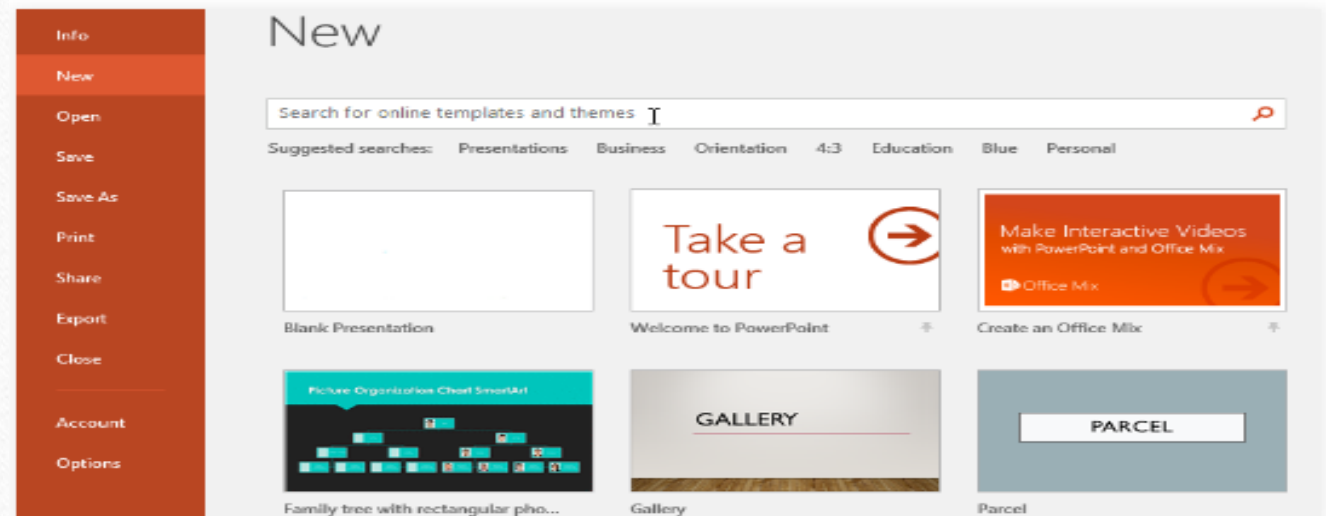 Info
New
Open
Save
Save As
Print
Share
Export
Close
Account
Options
New
Search for online templates and themes
Suggested searches: Presentations Business Orientation 4:3 Education Blue Personal
Take a
tour
Make Interactive Videos
with PowerPoint and Office Mix
Office Mix
Blank Presentation
Welcome to PowerPoint
Create an Office Mix
Picture Organization Chart SmartArt
GALLERY
PARCEL
Family tree with rectangular pho...
Gallery
Parcel